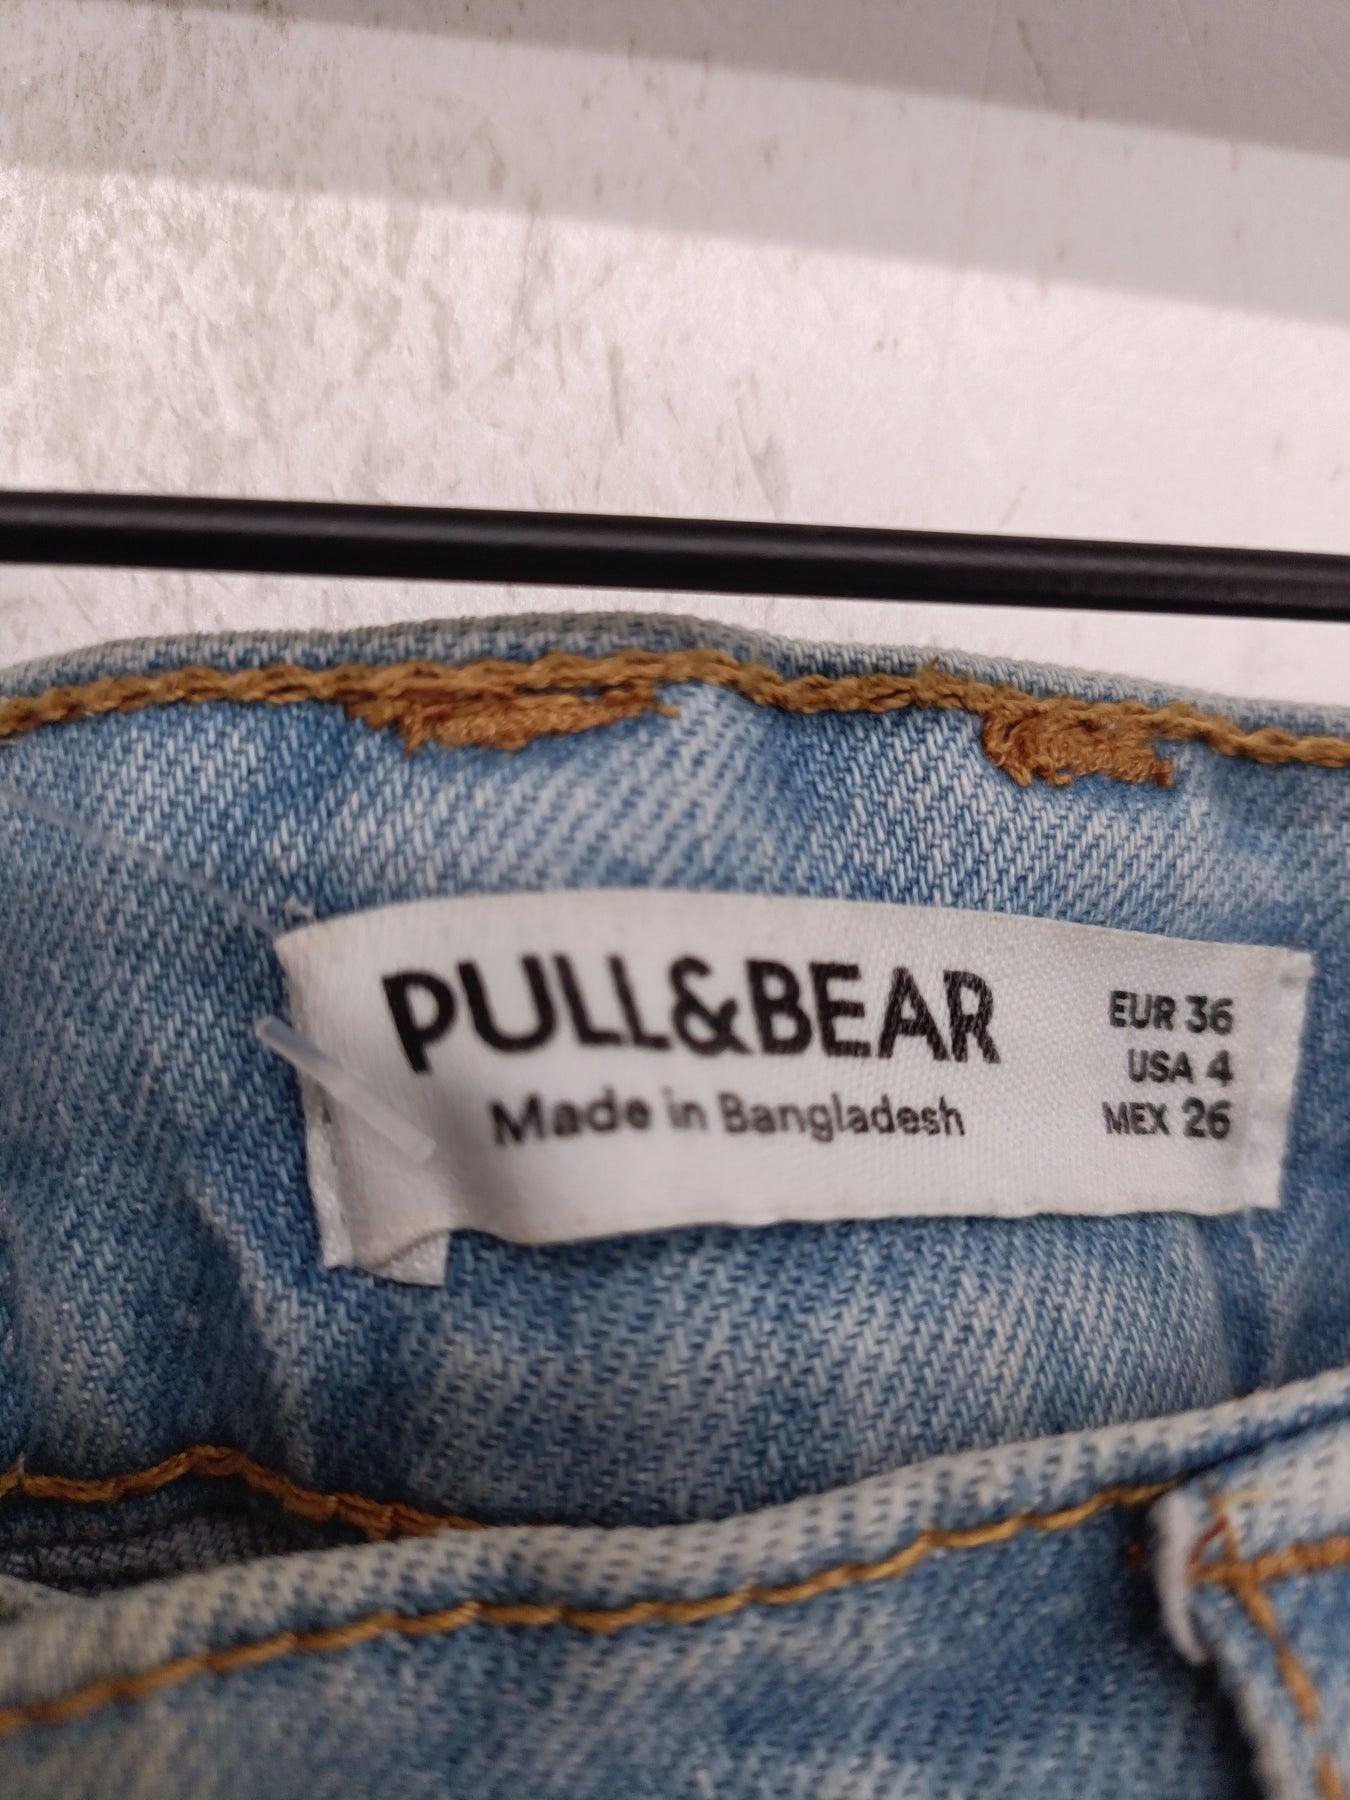 PULL&BEAR
Made in Bangladesh
EUR 36
USA 4
MEX 26